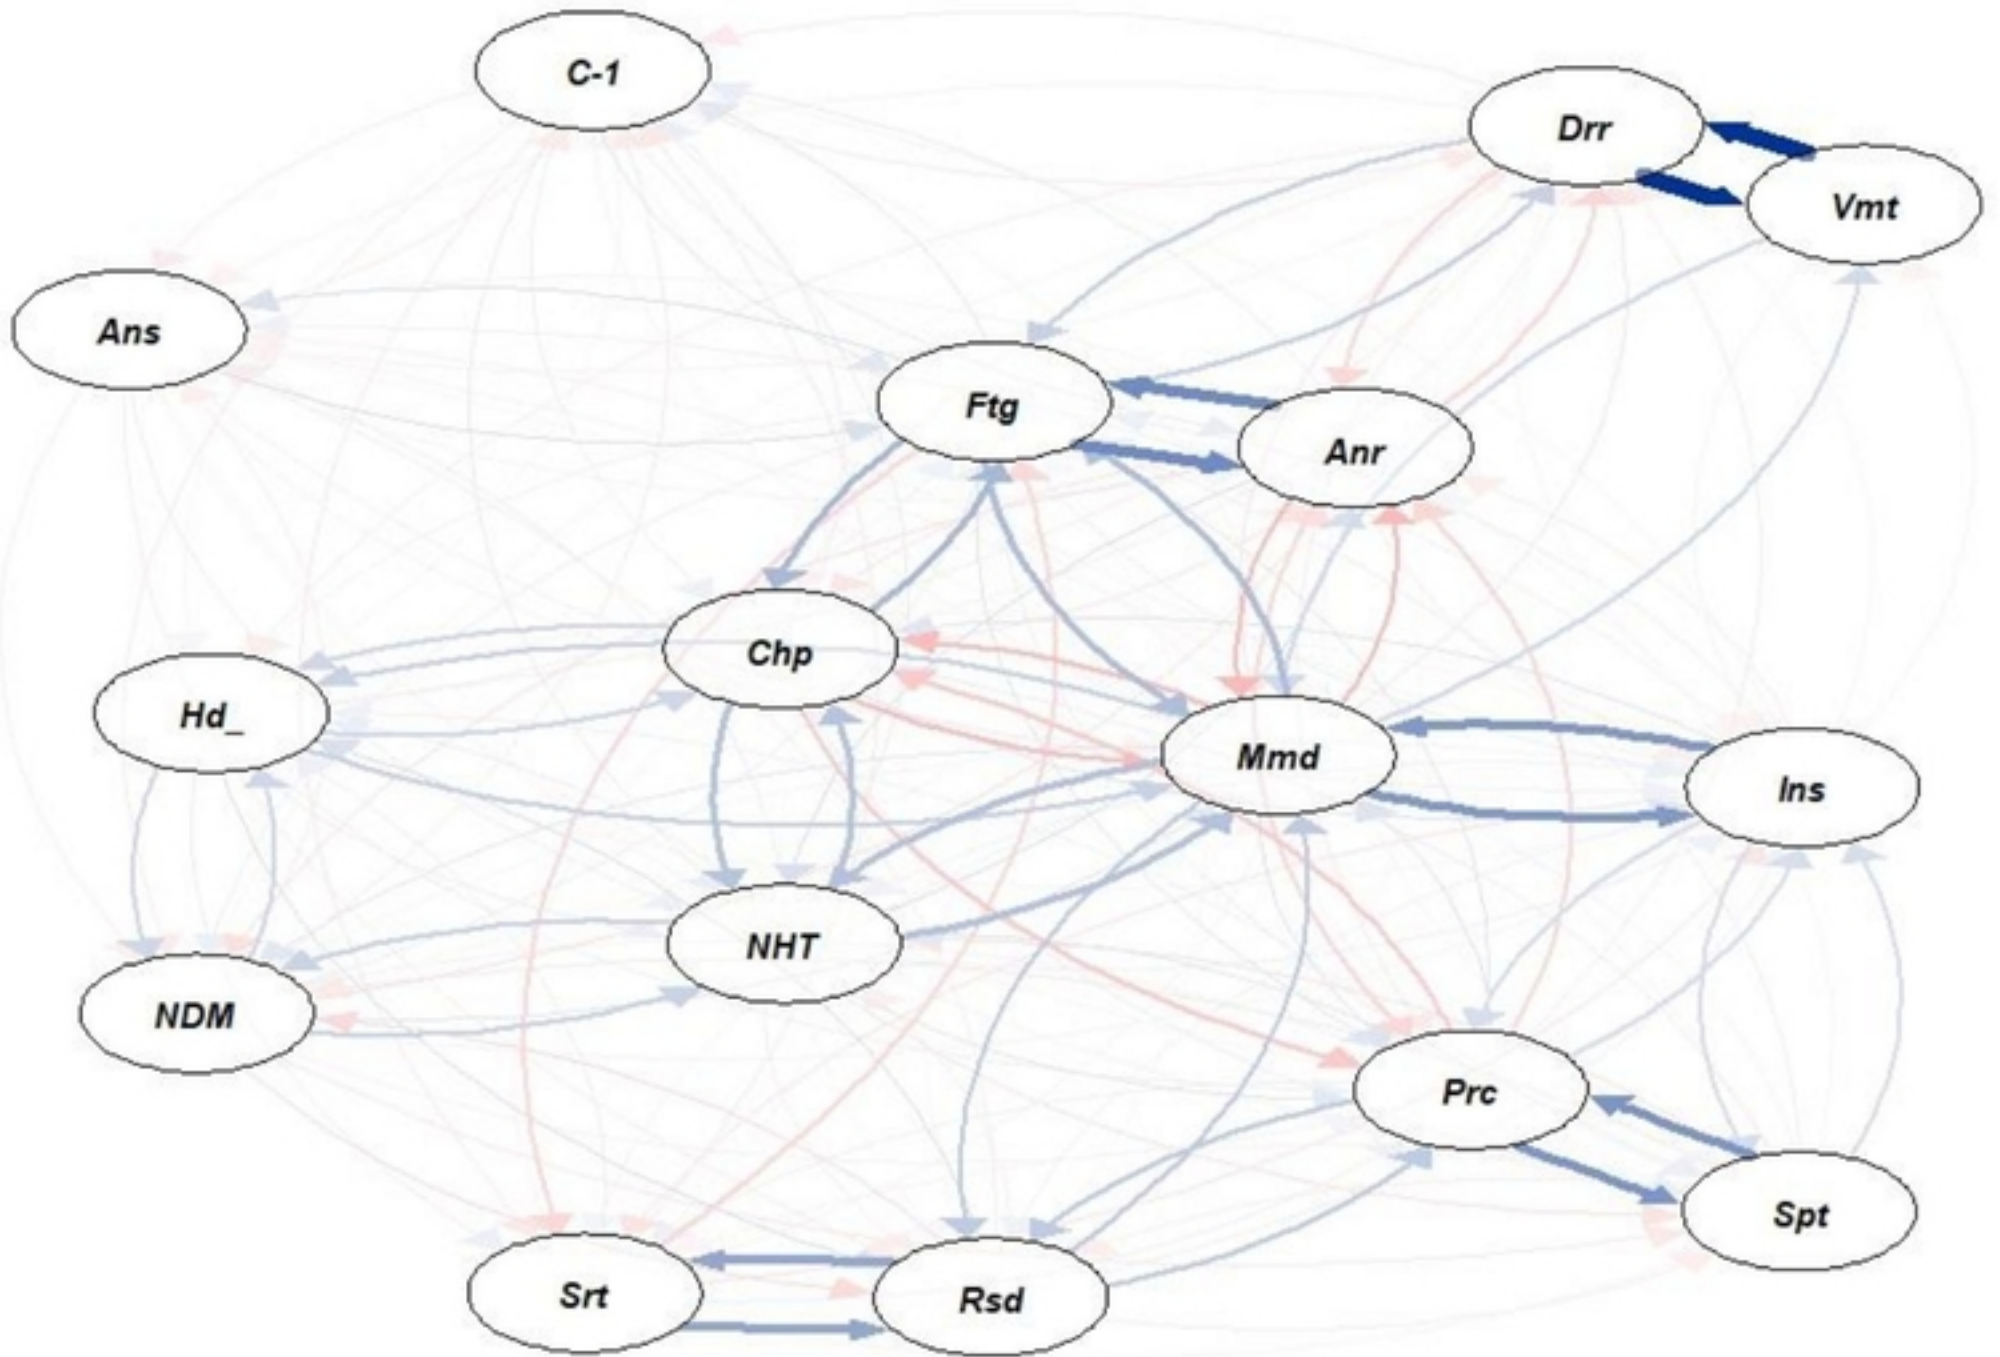 C-1
Drr
Vmt
Ans
Ftg
Anr
Chp
Hd_
Mmd
Ins
NHT
NDM
Prc
Spt
Srt
Rsd